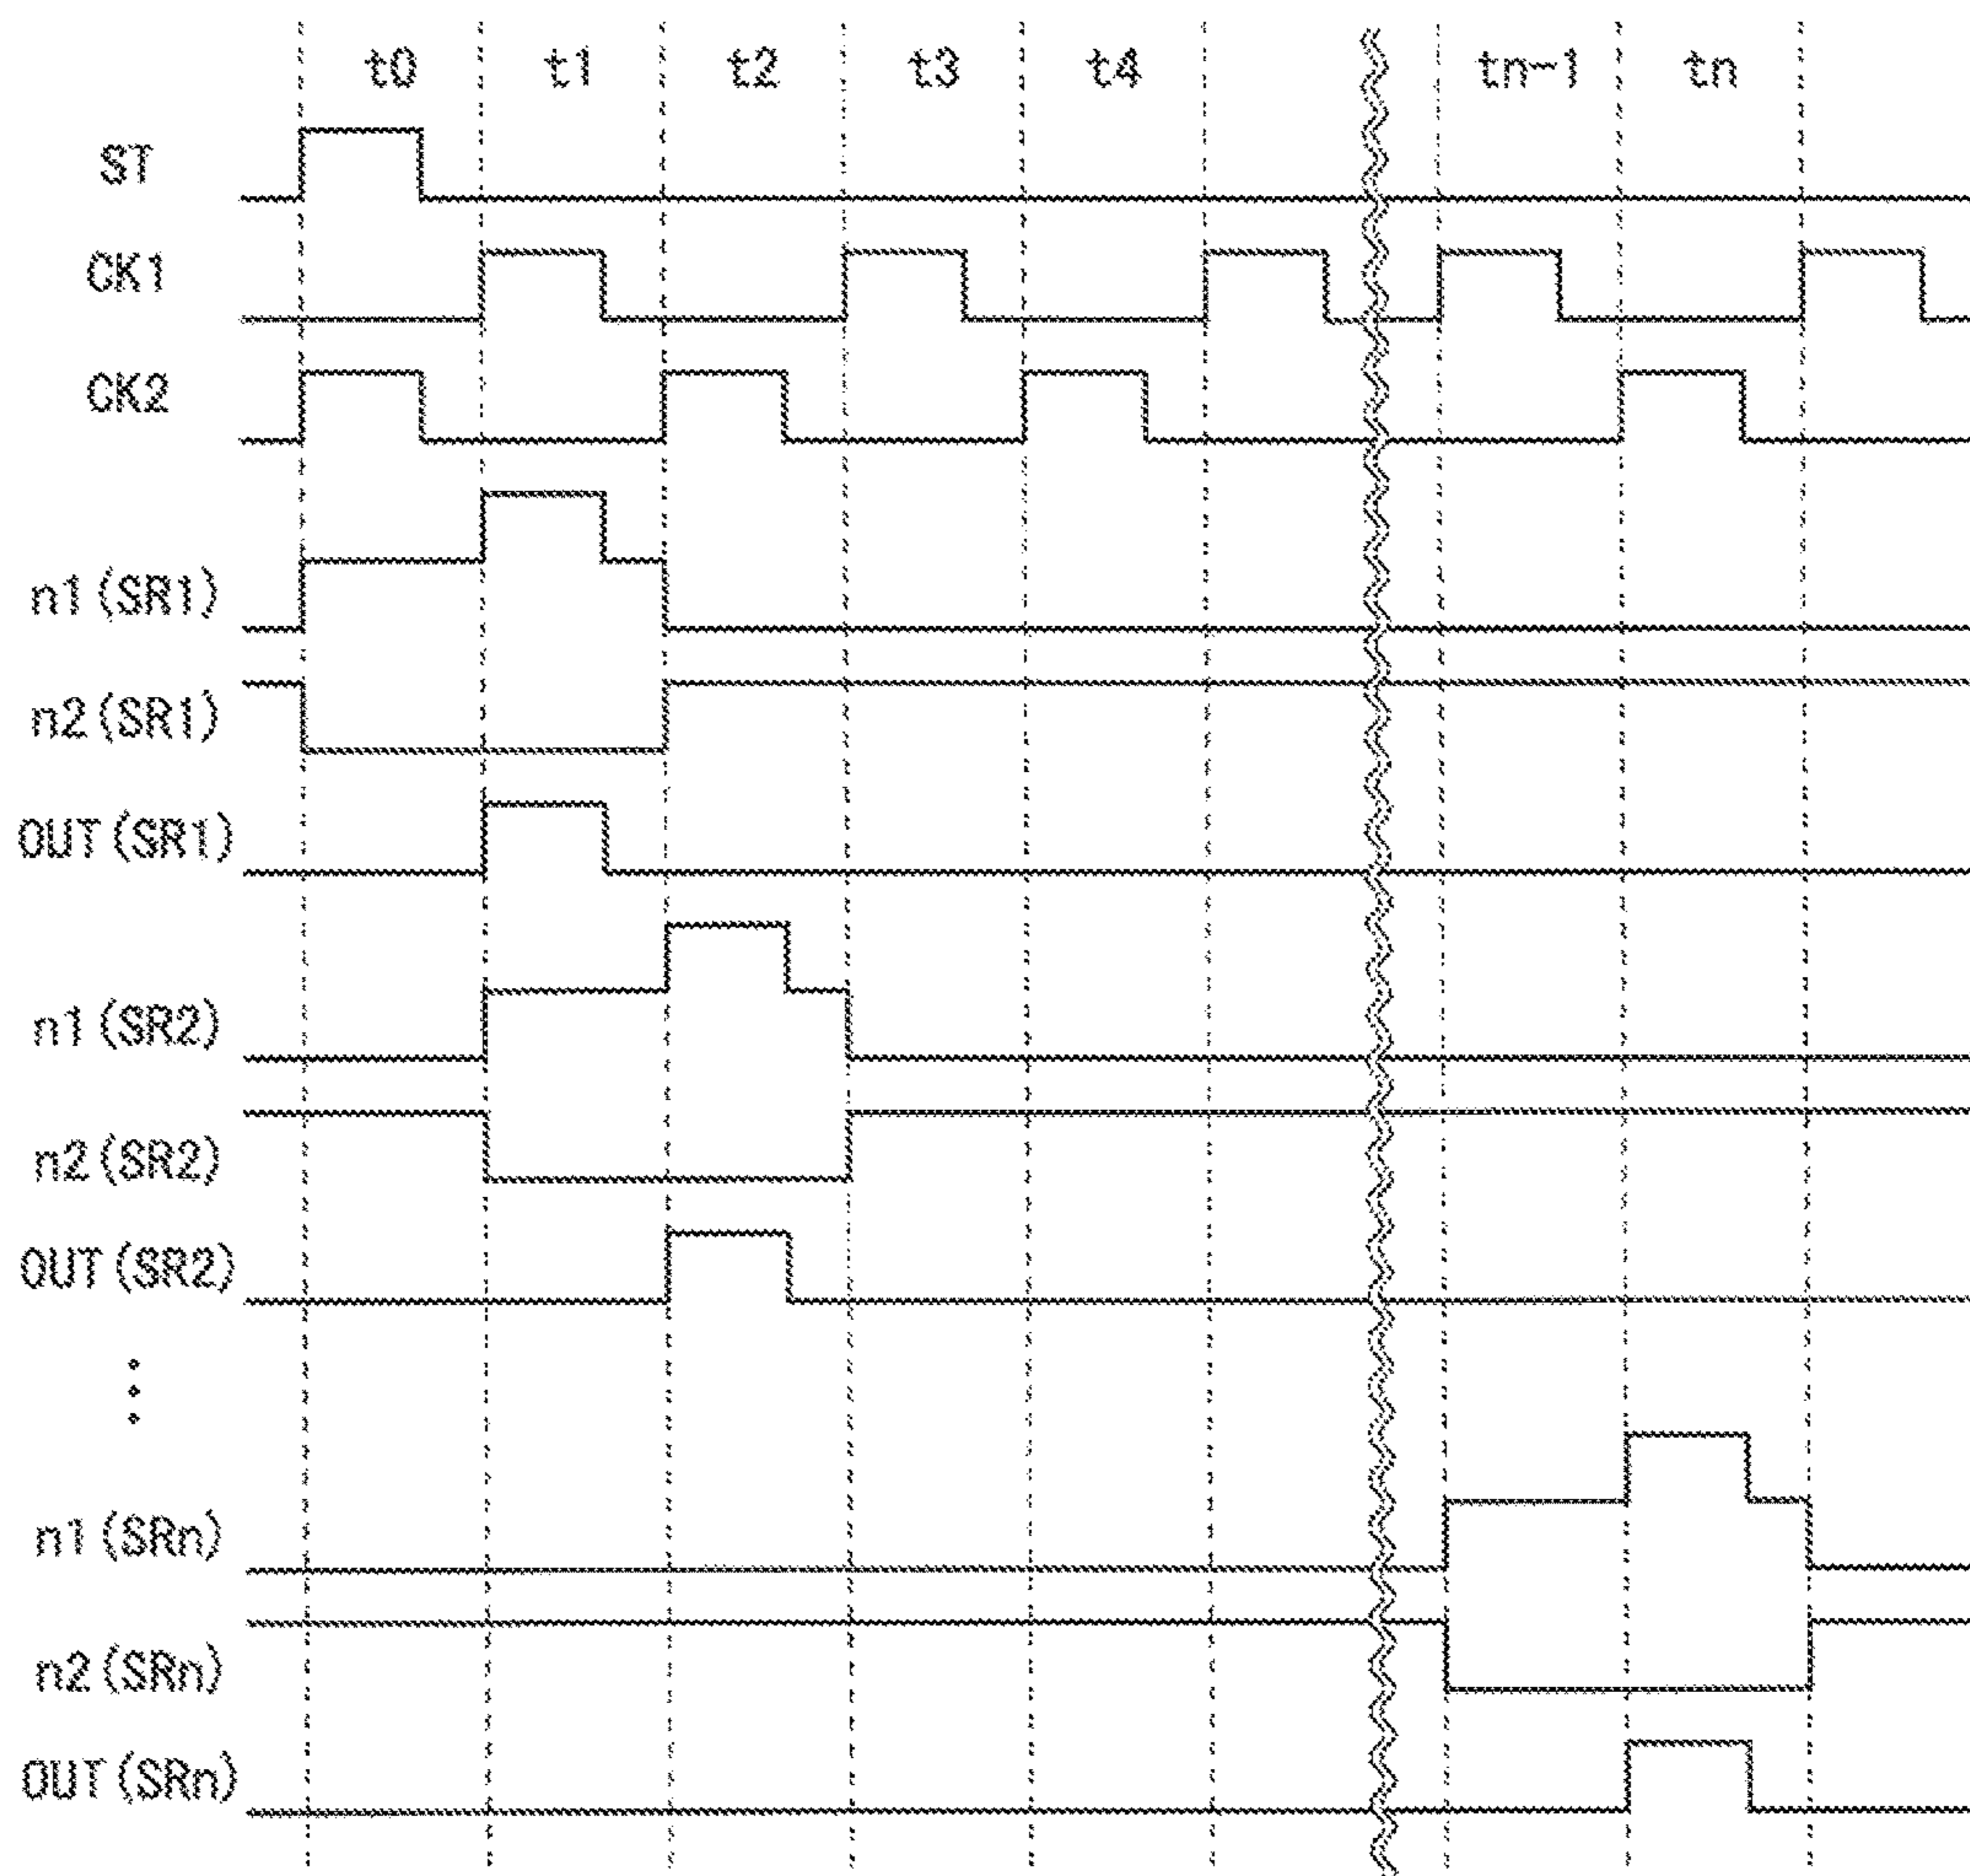 t0 t1 t2 t3 t4 tn-1 tn
ST
CK1
CK2
n1(SR1)
n2(SR1)
OUT(SR1)
n1(SR2)
n2(SR2)
OUT(SR2)
n1(SRn)
n2(SRn)
OUT(SRn)